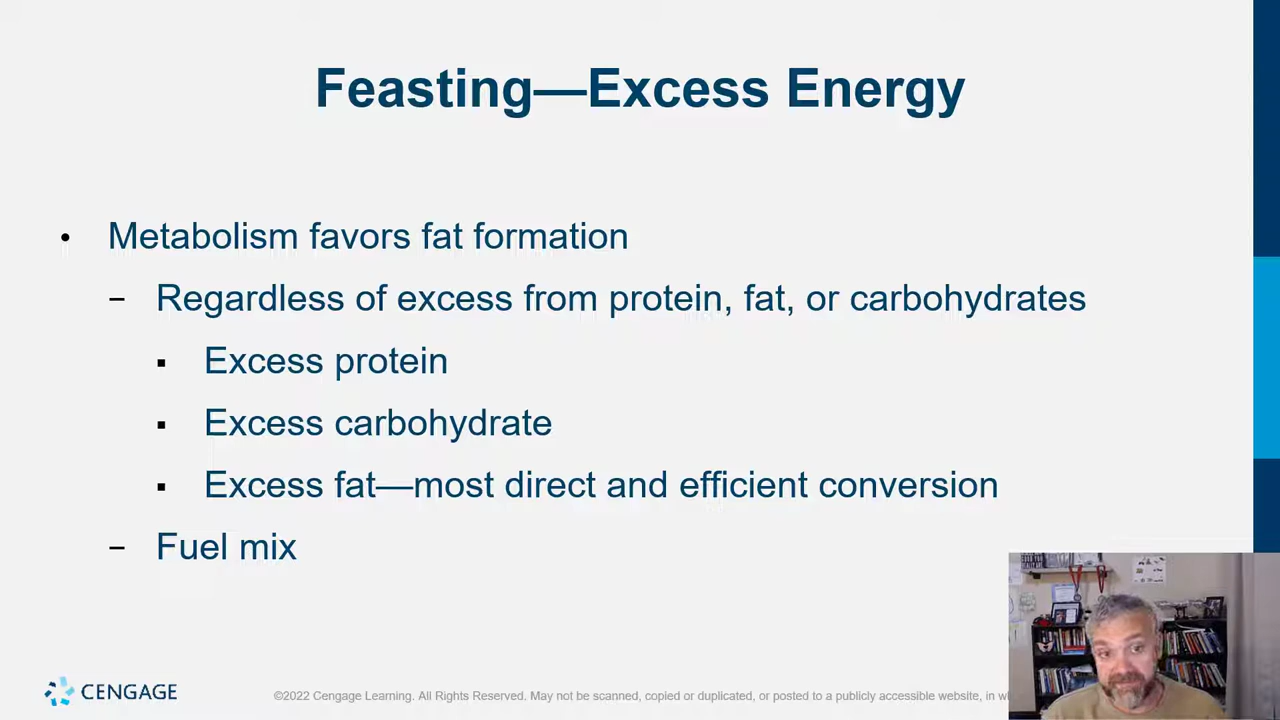 Feasting—Excess Energy
• Metabolism favors fat formation
– Regardless of excess from protein, fat, or carbohydrates
▪ Excess protein
▪ Excess carbohydrate
▪ Excess fat—most direct and efficient conversion
– Fuel mix
CENGAGE
©2022 Cengage Learning. All Rights Reserved. May not be scanned, copied or duplicated, or posted to a publicly accessible website, in